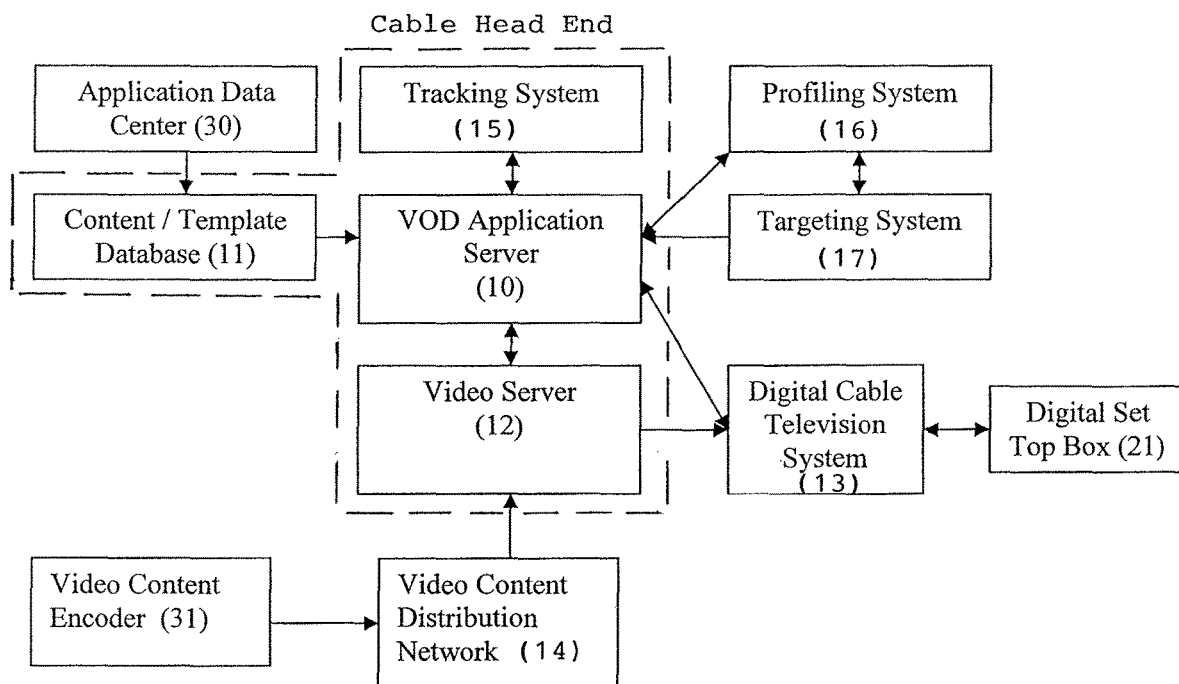 Cable Head End
Application Data
Center (30)
Tracking System
(15)
Profiling System
(16)
Content / Template
Database (11)
VOD Application
Server
(10)
Targeting System
(17)
Video Server
(12)
Digital Cable
Television
System
(13)
Digital Set
Top Box (21)
Video Content
Encoder (31)
Video Content
Distribution
Network (14)